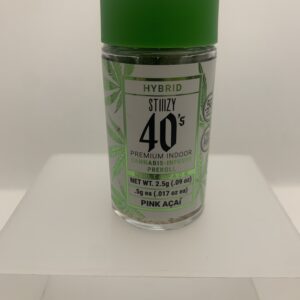 HYBRID
STIIIZY
40's
PREMIUM INDOOR
CANNABIS-INFUSED
PREROLL
NET WT. 2.5g (.09 oz)
.5g ea (.017 oz ea)
PINK AÇAÍ